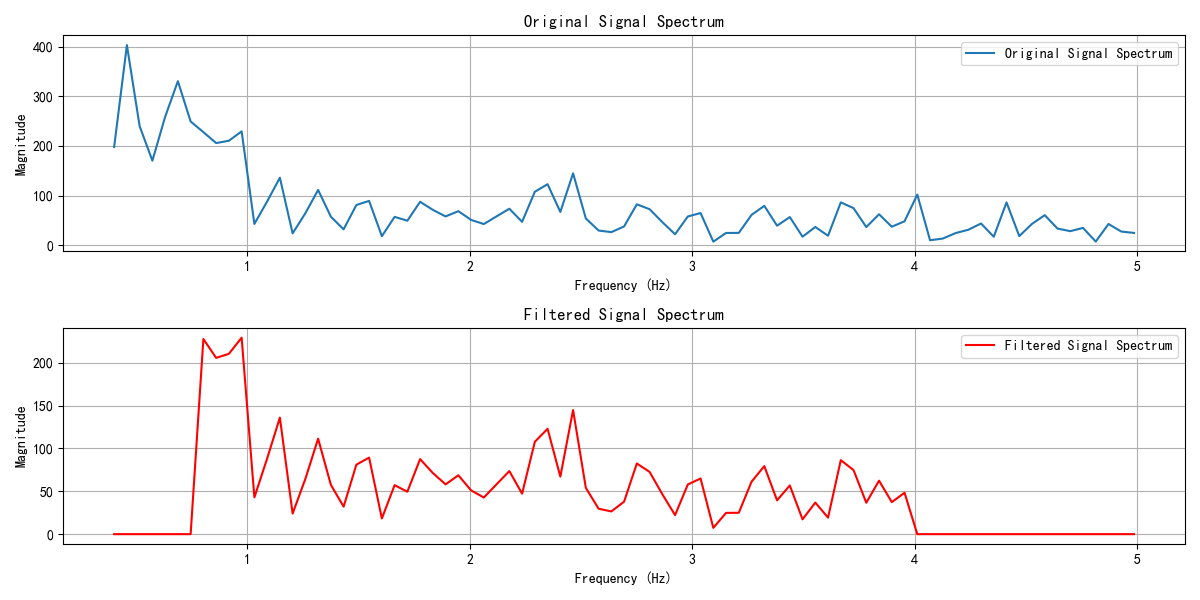 Original Signal Spectrum
Original Signal Spectrum
400
300
200
100
0
Magnitude
1 2 3 4 5
Frequency (Hz)
Filtered Signal Spectrum
Filtered Signal Spectrum
200
150
100
50
0
Magnitude
1 2 3 4 5
Frequency (Hz)